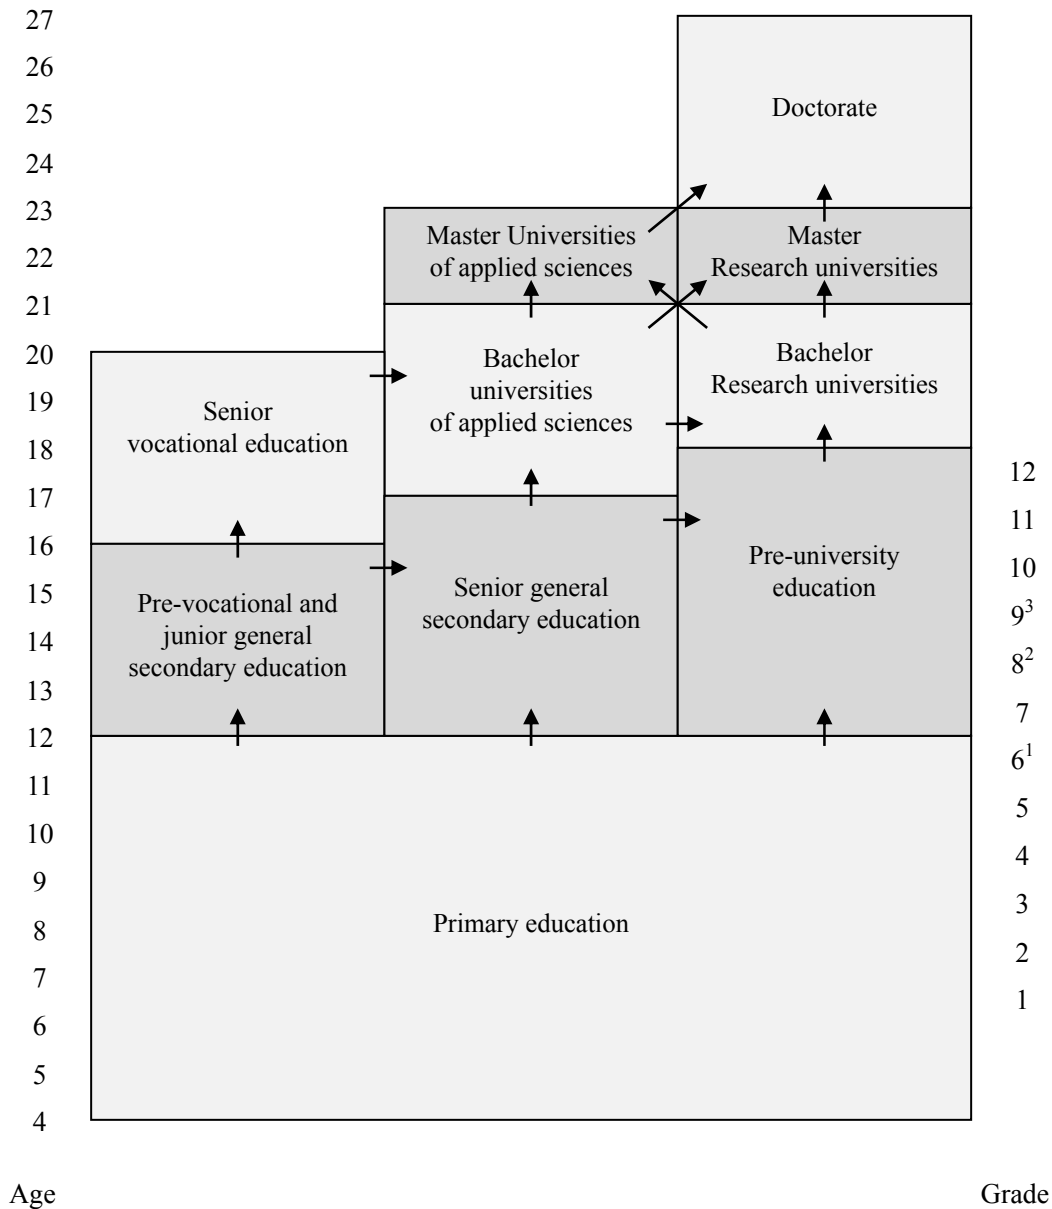 27
26
25
24
23
22
21
20
19
18
17
16
15
14
13
12
11
10
9
8
7
6
5
4
Age
Doctorate
Master Universities
of applied sciences
Master
Research universities
Bachelor
universities
of applied sciences
Bachelor
Research universities
Senior
vocational education
Pre-vocational and
junior general
secondary education
Senior general
secondary education
Pre-university
education
Primary education
12
11
10
9³
8²
7
6¹
5
4
3
2
1
Grade